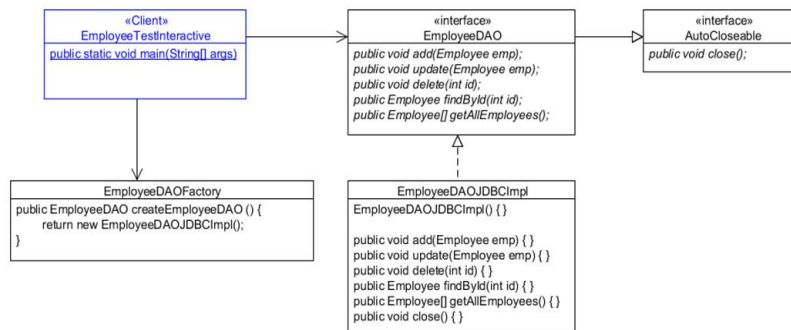 «Client»
EmployeeTestInteractive
public static void main(String[] args)
«interface»
EmployeeDAO
public void add(Employee emp);
public void update(Employee emp);
public void delete(int id);
public Employee findById(int id);
public Employee[] getAllEmployees();
«interface»
AutoCloseable
public void close();
EmployeeDAOFactory
public EmployeeDAO createEmployeeDAO () {
return new EmployeeDAOJDBCImpl();
}
EmployeeDAOJDBCImpl
EmployeeDAOJDBCImpl() { }
public void add(Employee emp) { }
public void update(Employee emp) { }
public void delete(int id) { }
public Employee findById(int id) { }
public Employee[] getAllEmployees() { }
public void close() { }